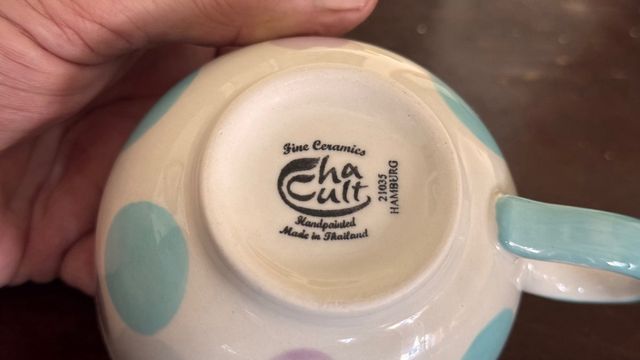 Fine Ceramics
Cha
Cult
Handpainted
Made in Thailand
21035
HAMBURG